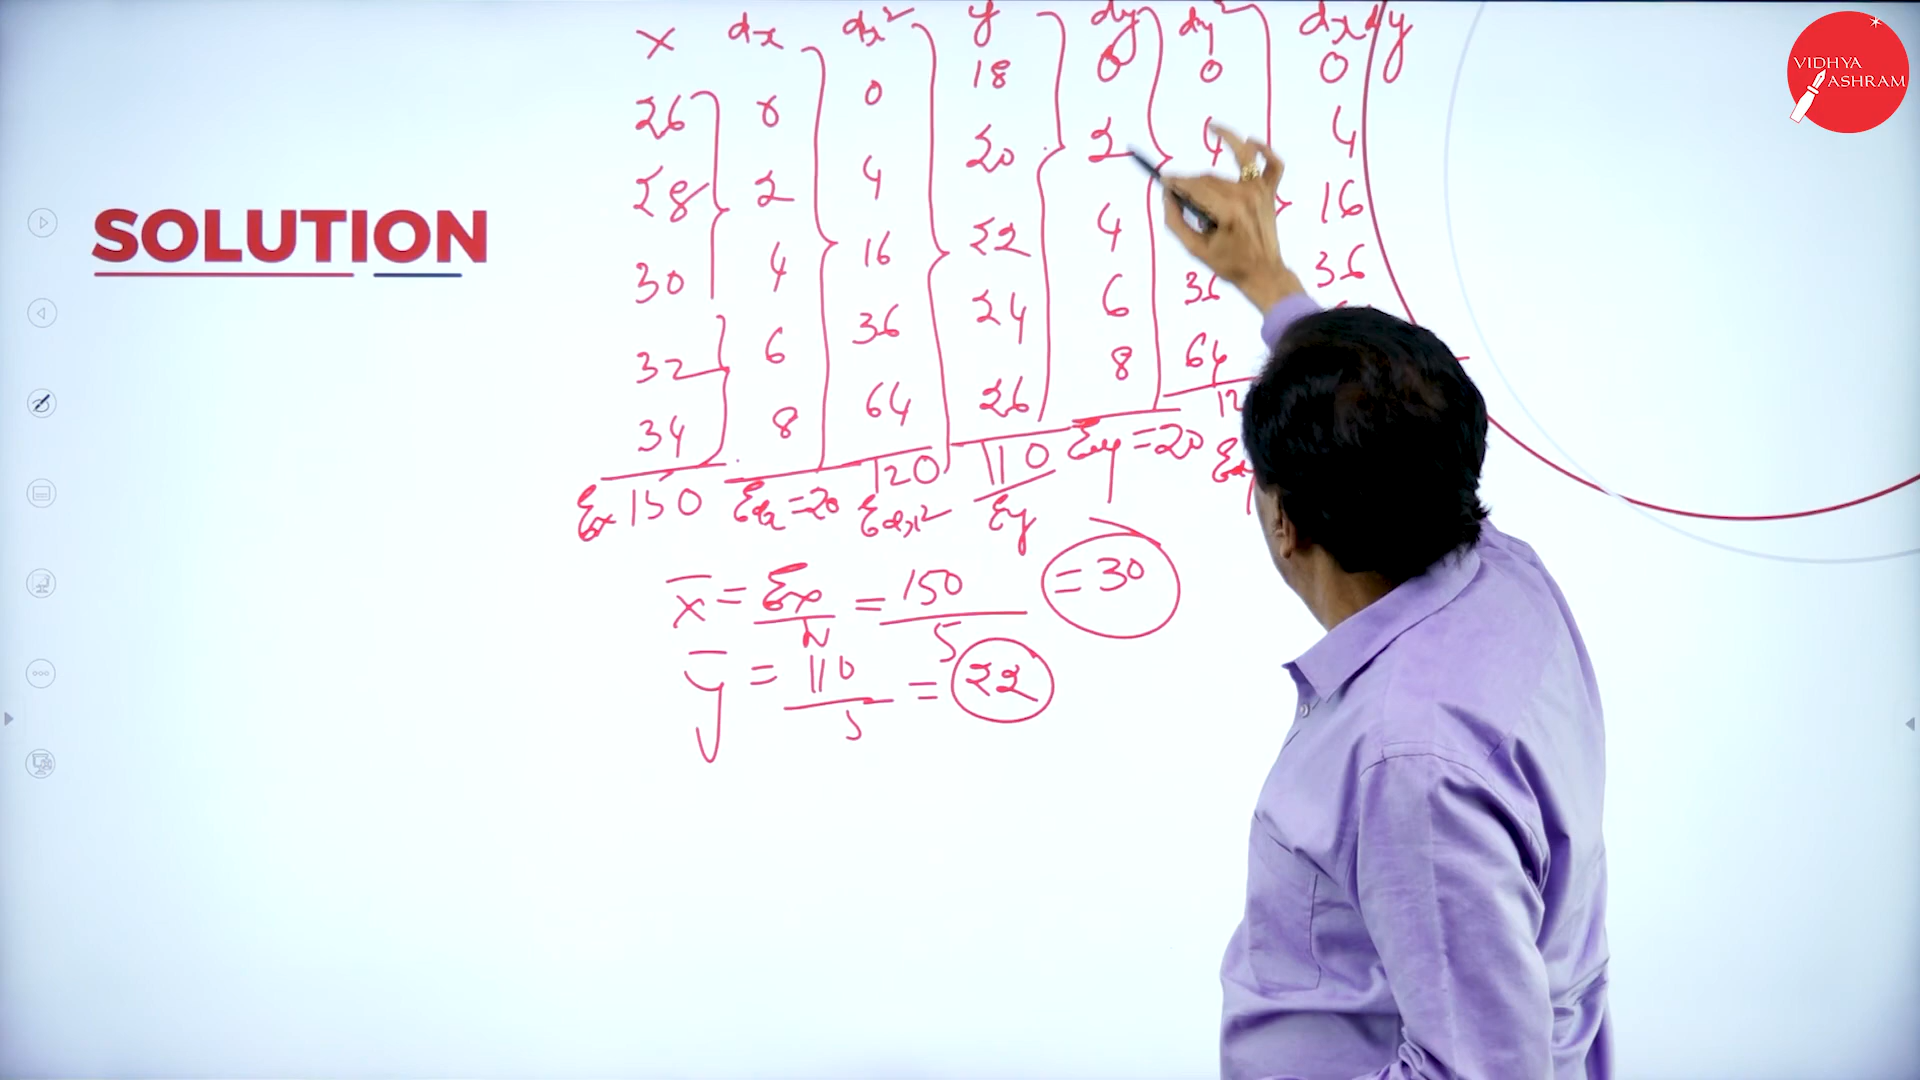 VIDHYA
ASHRAM
SOLUTION
x dx dx² y dy dy² dxdy
26 0 0 18 0 0 0
28 2 4 20 2 4 4
30 4 16 22 4 16
32 6 36 24 6 36 36
34 8 64 26 8 64
Σx 150 Σdx = 20 120 Σdx² 110 Σy Σdy = 20 12
x̄ = Σx/N = 150/5 = 30
ȳ = 110/5 = 22